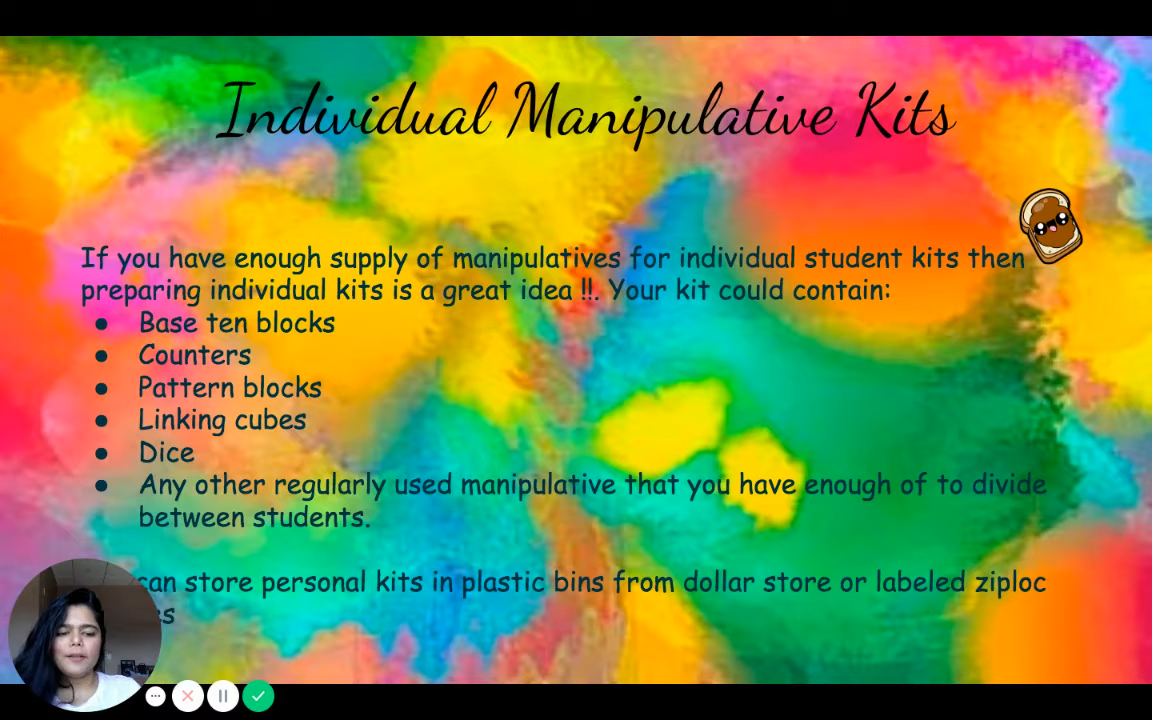 Individual Manipulative Kits
If you have enough supply of manipulatives for individual student kits then
preparing individual kits is a great idea !!. Your kit could contain:
● Base ten blocks
● Counters
● Pattern blocks
● Linking cubes
● Dice
● Any other regularly used manipulative that you have enough of to divide
between students.
can store personal kits in plastic bins from dollar store or labeled ziploc